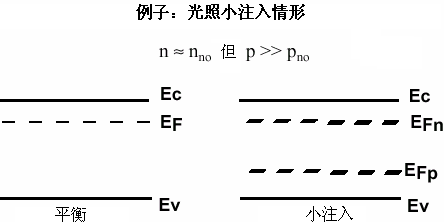 例子：光照小注入情形
n ≈ nno 但 p >> pno
Ec
EF
Ev
平衡
Ec
EFn
EFp
Ev
小注入